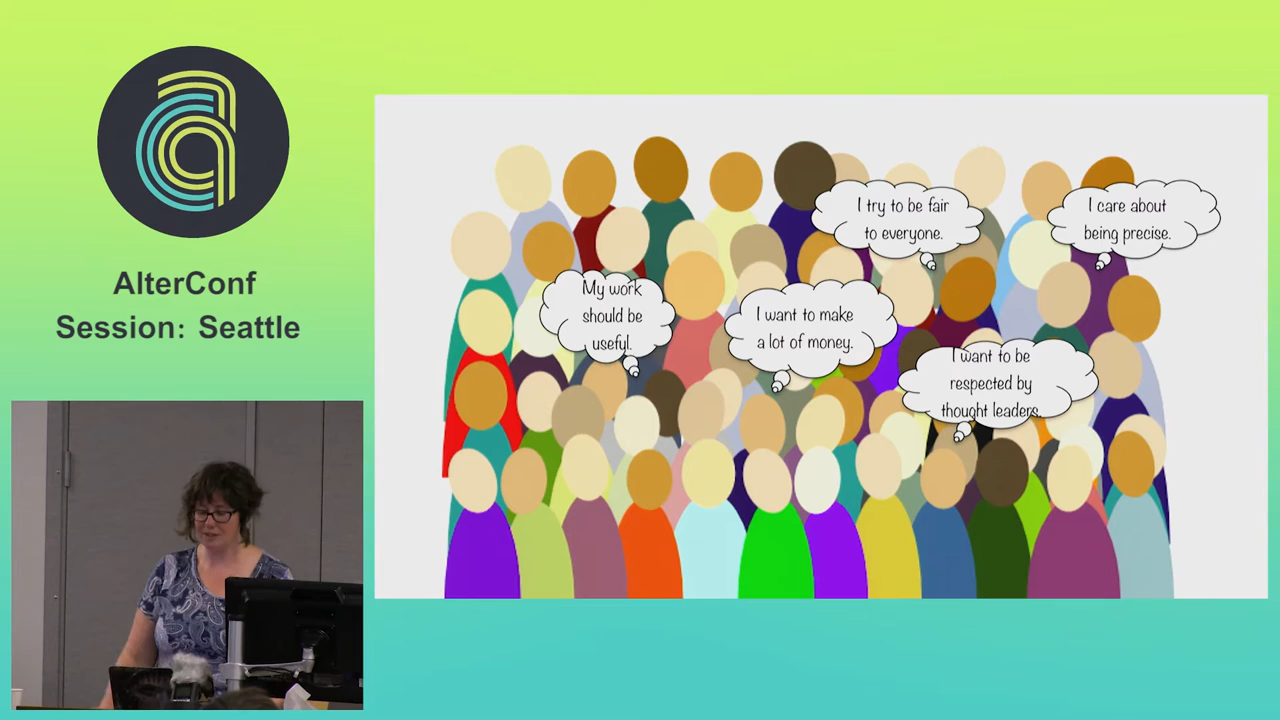 AlterConf
Session: Seattle
I try to be fair
to everyone.
I care about
being precise.
My work
should be
useful.
I want to make
a lot of money.
I want to be
respected by
thought leaders.